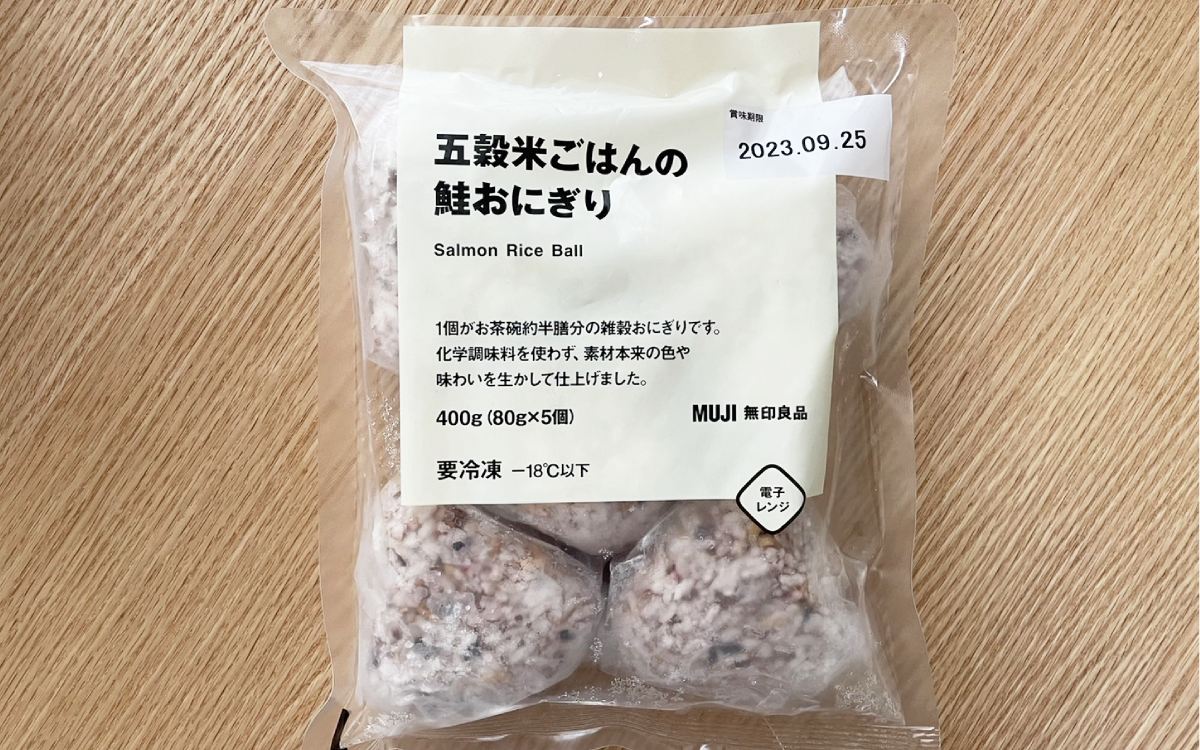 賞味期限
2023.09.25
五穀米ごはんの
鮭おにぎり
Salmon Rice Ball
1個がお茶碗約半膳分の雑穀おにぎりです。
化学調味料を使わず、素材本来の色や
味わいを生かして仕上げました。
400g(80g×5個)
MUJI 無印良品
要冷凍 −18℃以下
電子
レンジ